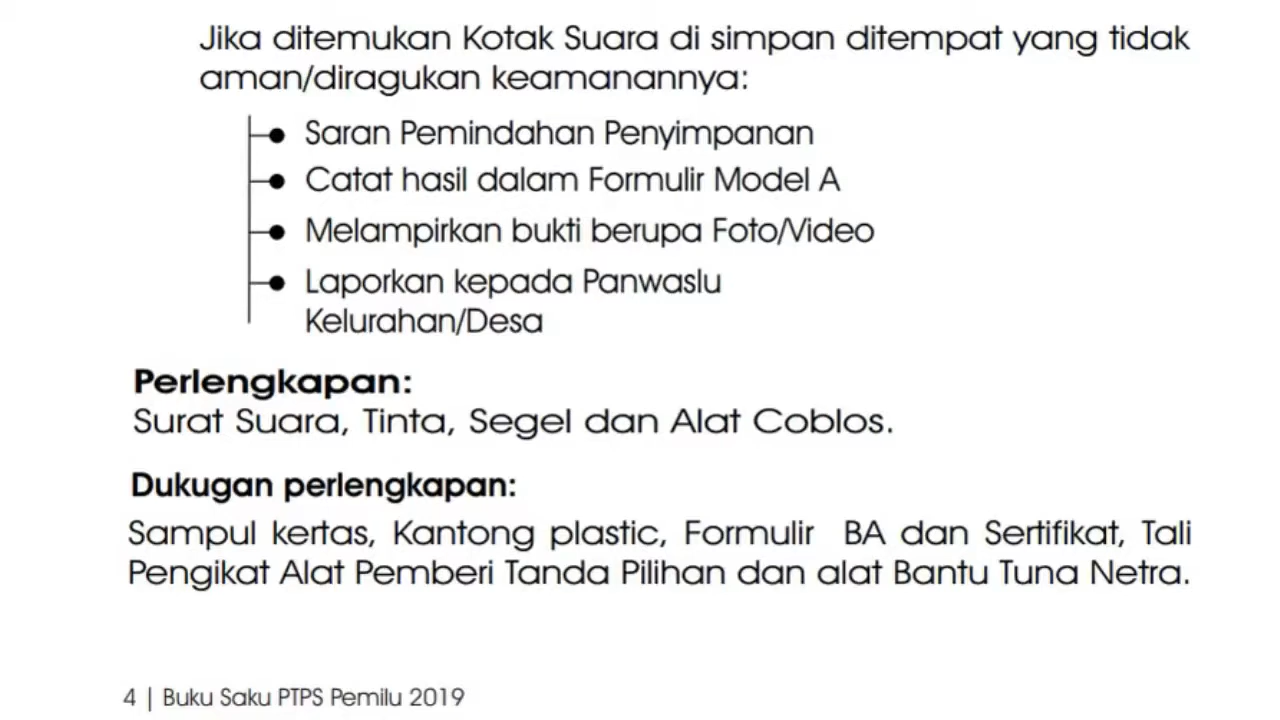 Jika ditemukan Kotak Suara di simpan ditempat yang tidak
aman/diragukan keamanannya:
Saran Pemindahan Penyimpanan
Catat hasil dalam Formulir Model A
Melampirkan bukti berupa Foto/Video
Laporkan kepada Panwaslu
Kelurahan/Desa
Perlengkapan:
Surat Suara, Tinta, Segel dan Alat Coblos.
Dukugan perlengkapan:
Sampul kertas, Kantong plastic, Formulir BA dan Sertifikat, Tali
Pengikat Alat Pemberi Tanda Pilihan dan alat Bantu Tuna Netra.
4 | Buku Saku PTPS Pemilu 2019